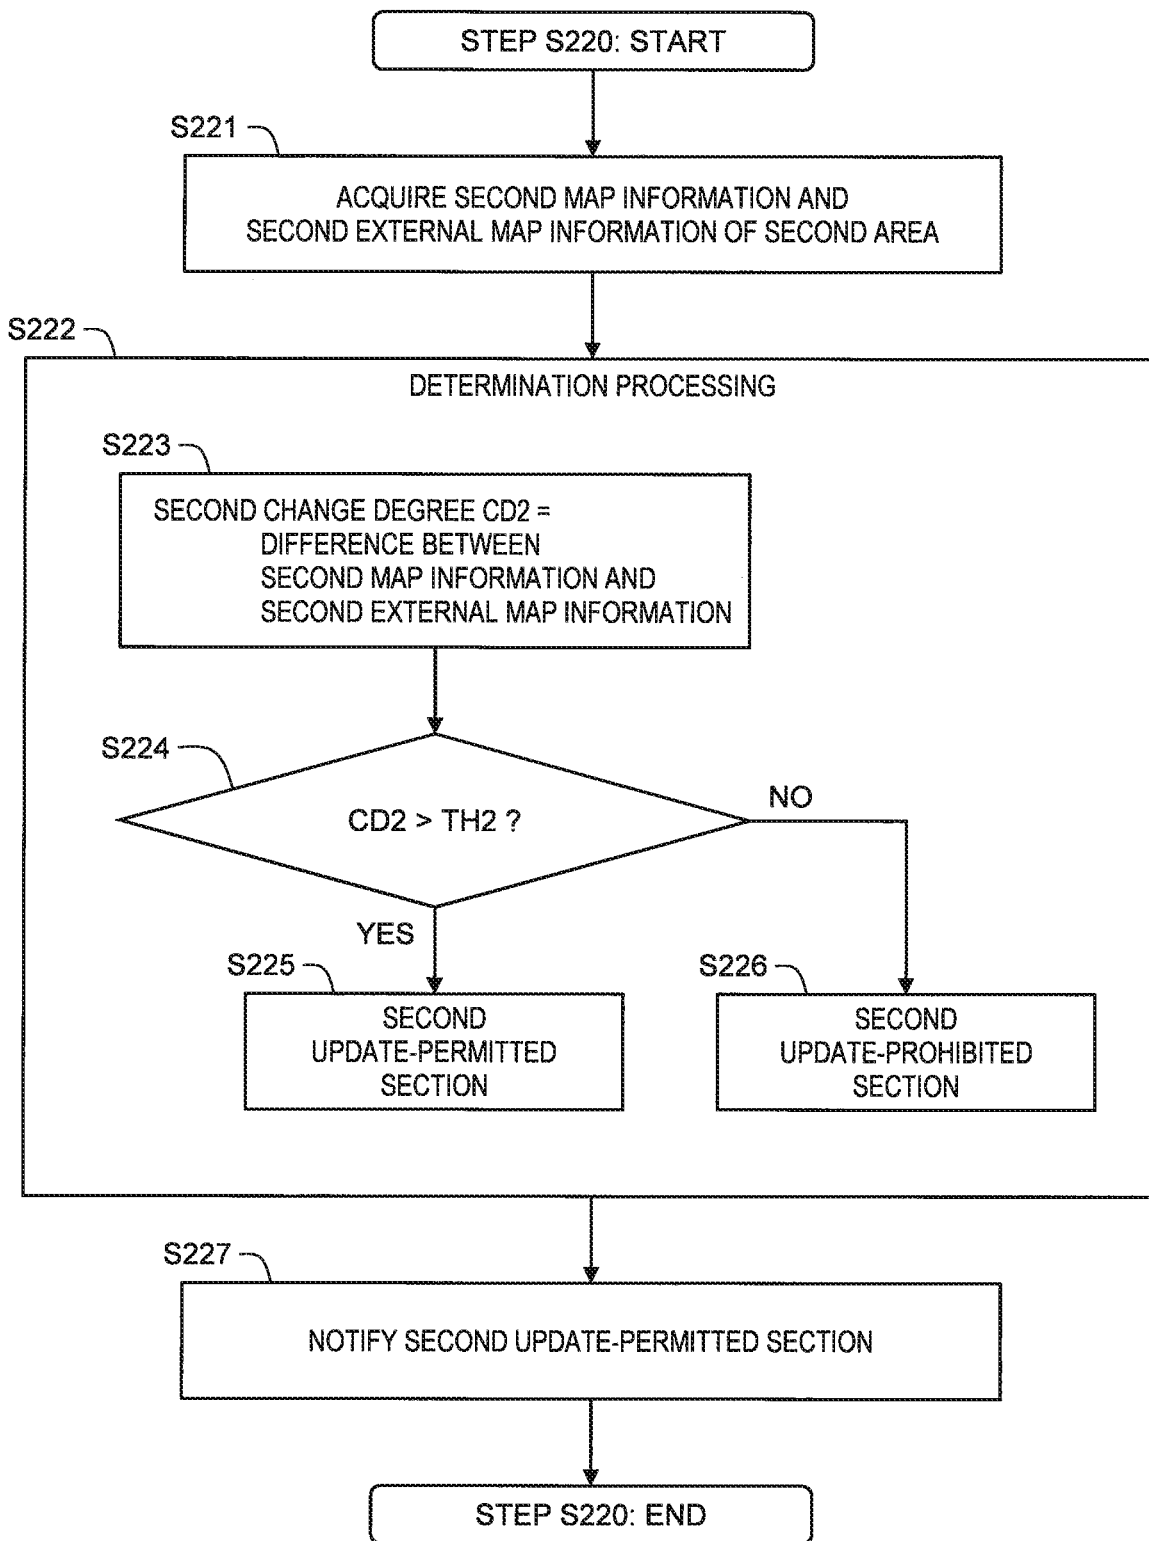 STEP S220: START
S221
ACQUIRE SECOND MAP INFORMATION AND
SECOND EXTERNAL MAP INFORMATION OF SECOND AREA
S222
DETERMINATION PROCESSING
S223
SECOND CHANGE DEGREE CD2 =
DIFFERENCE BETWEEN
SECOND MAP INFORMATION AND
SECOND EXTERNAL MAP INFORMATION
S224
CD2 > TH2 ?
NO
YES
S225
SECOND
UPDATE-PERMITTED
SECTION
S226
SECOND
UPDATE-PROHIBITED
SECTION
S227
NOTIFY SECOND UPDATE-PERMITTED SECTION
STEP S220: END